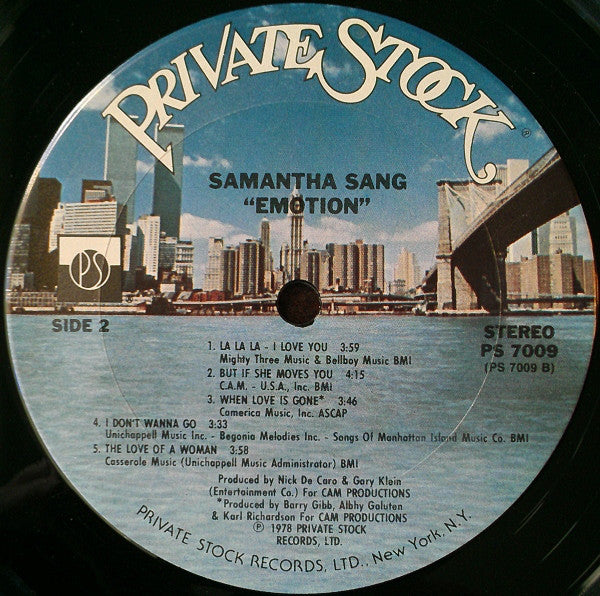 PRIVATE STOCK
℗
SAMANTHA SANG
"EMOTION"
PS
SIDE 2
STEREO
PS 7009
(PS 7009 B)
1. LA LA LA - I LOVE YOU 3:59
Mighty Three Music & Bellboy Music BMI
2. BUT IF SHE MOVES YOU 4:15
C.A.M. - U.S.A., Inc. BMI
3. WHEN LOVE IS GONE* 3:46
Camerica Music, Inc. ASCAP
4. I DON'T WANNA GO 3:33
Unichappell Music Inc. - Begonia Melodies Inc. - Songs Of Manhattan Island Music Co. BMI
5. THE LOVE OF A WOMAN 3:58
Casserole Music (Unichappell Music Administrator) BMI
Produced by Nick De Caro & Gary Klein
(Entertainment Co.) For CAM PRODUCTIONS
*Produced by Barry Gibb, Albhy Galuten
& Karl Richardson For CAM PRODUCTIONS
℗ 1978 PRIVATE STOCK
RECORDS, LTD.
PRIVATE STOCK RECORDS, LTD., New York, N.Y.